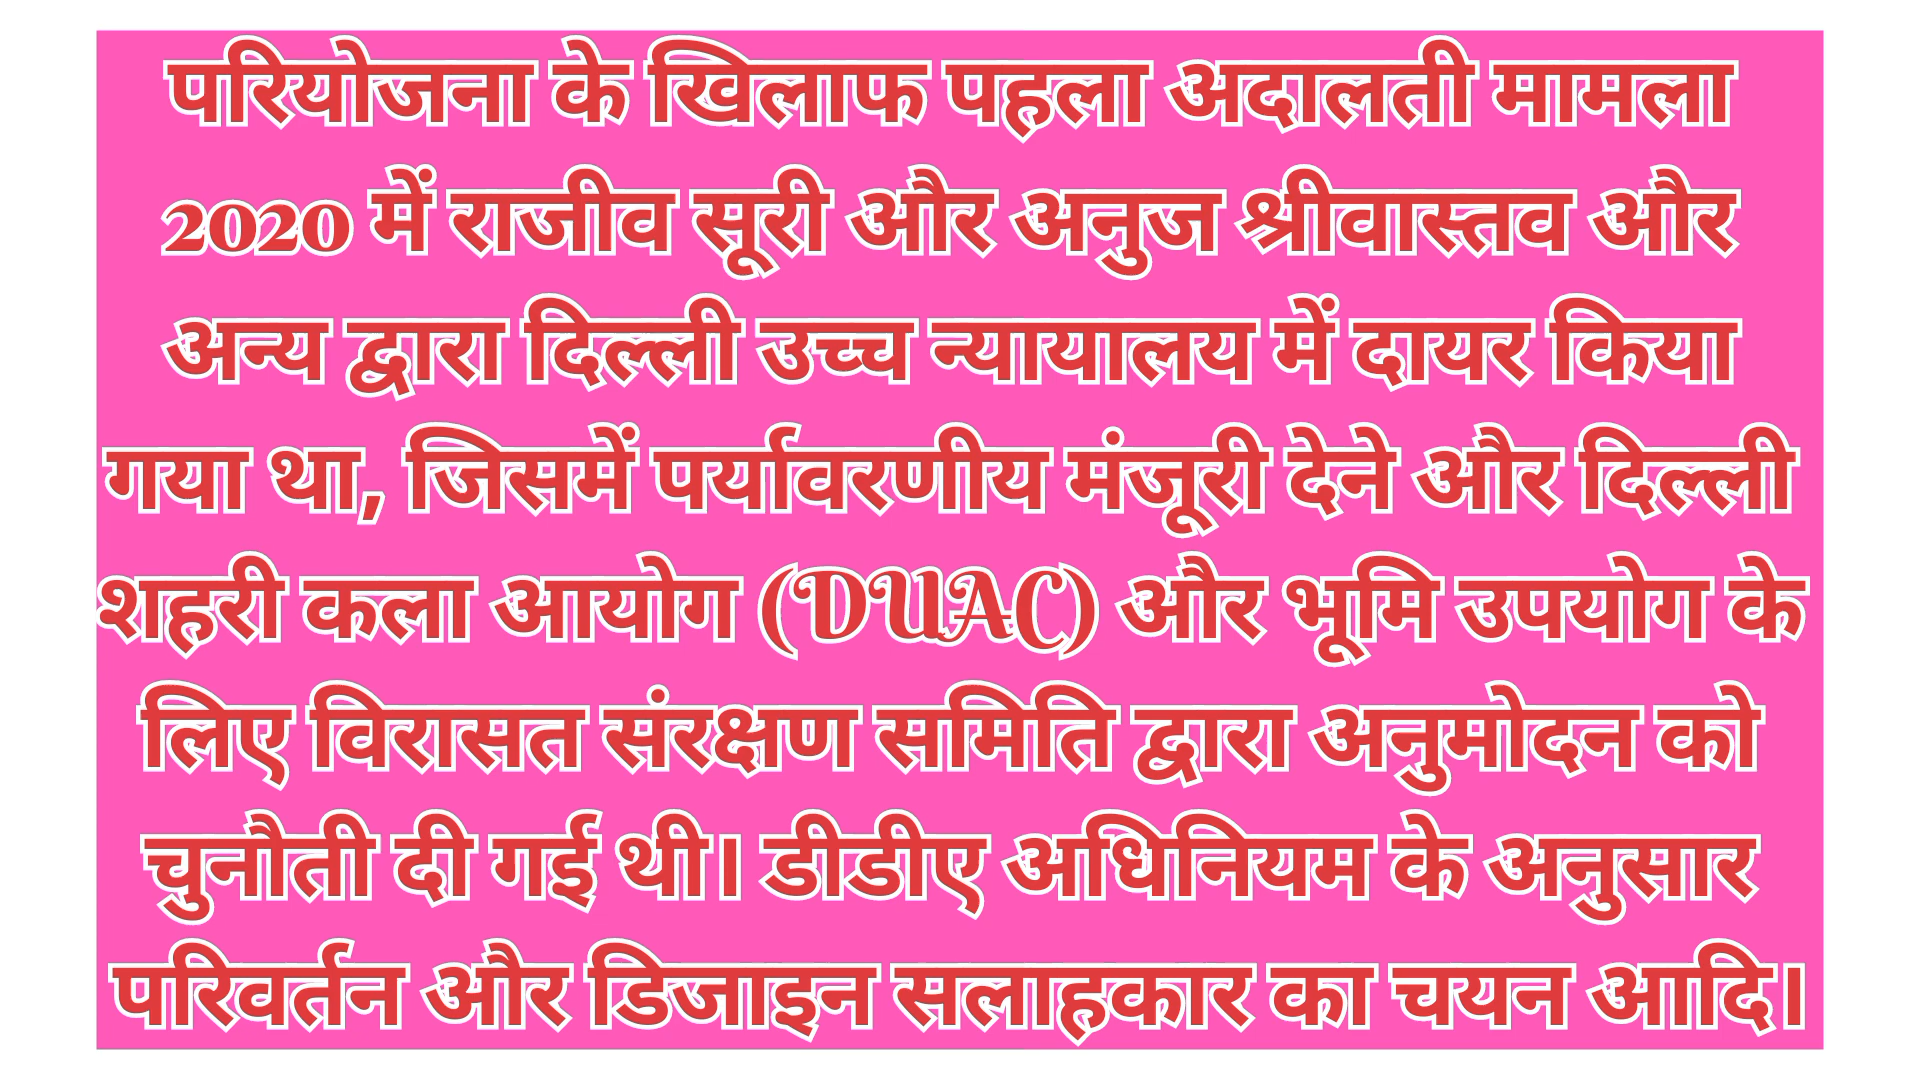 परियोजना के खिलाफ पहला अदालती मामला
2020 में राजीव सूरी और अनुज श्रीवास्तव और
अन्य द्वारा दिल्ली उच्च न्यायालय में दायर किया
गया था, जिसमें पर्यावरणीय मंजूरी देने और दिल्ली
शहरी कला आयोग (DUAC) और भूमि उपयोग के
लिए विरासत संरक्षण समिति द्वारा अनुमोदन को
चुनौती दी गई थी। डीडीए अधिनियम के अनुसार
परिवर्तन और डिजाइन सलाहकार का चयन आदि।